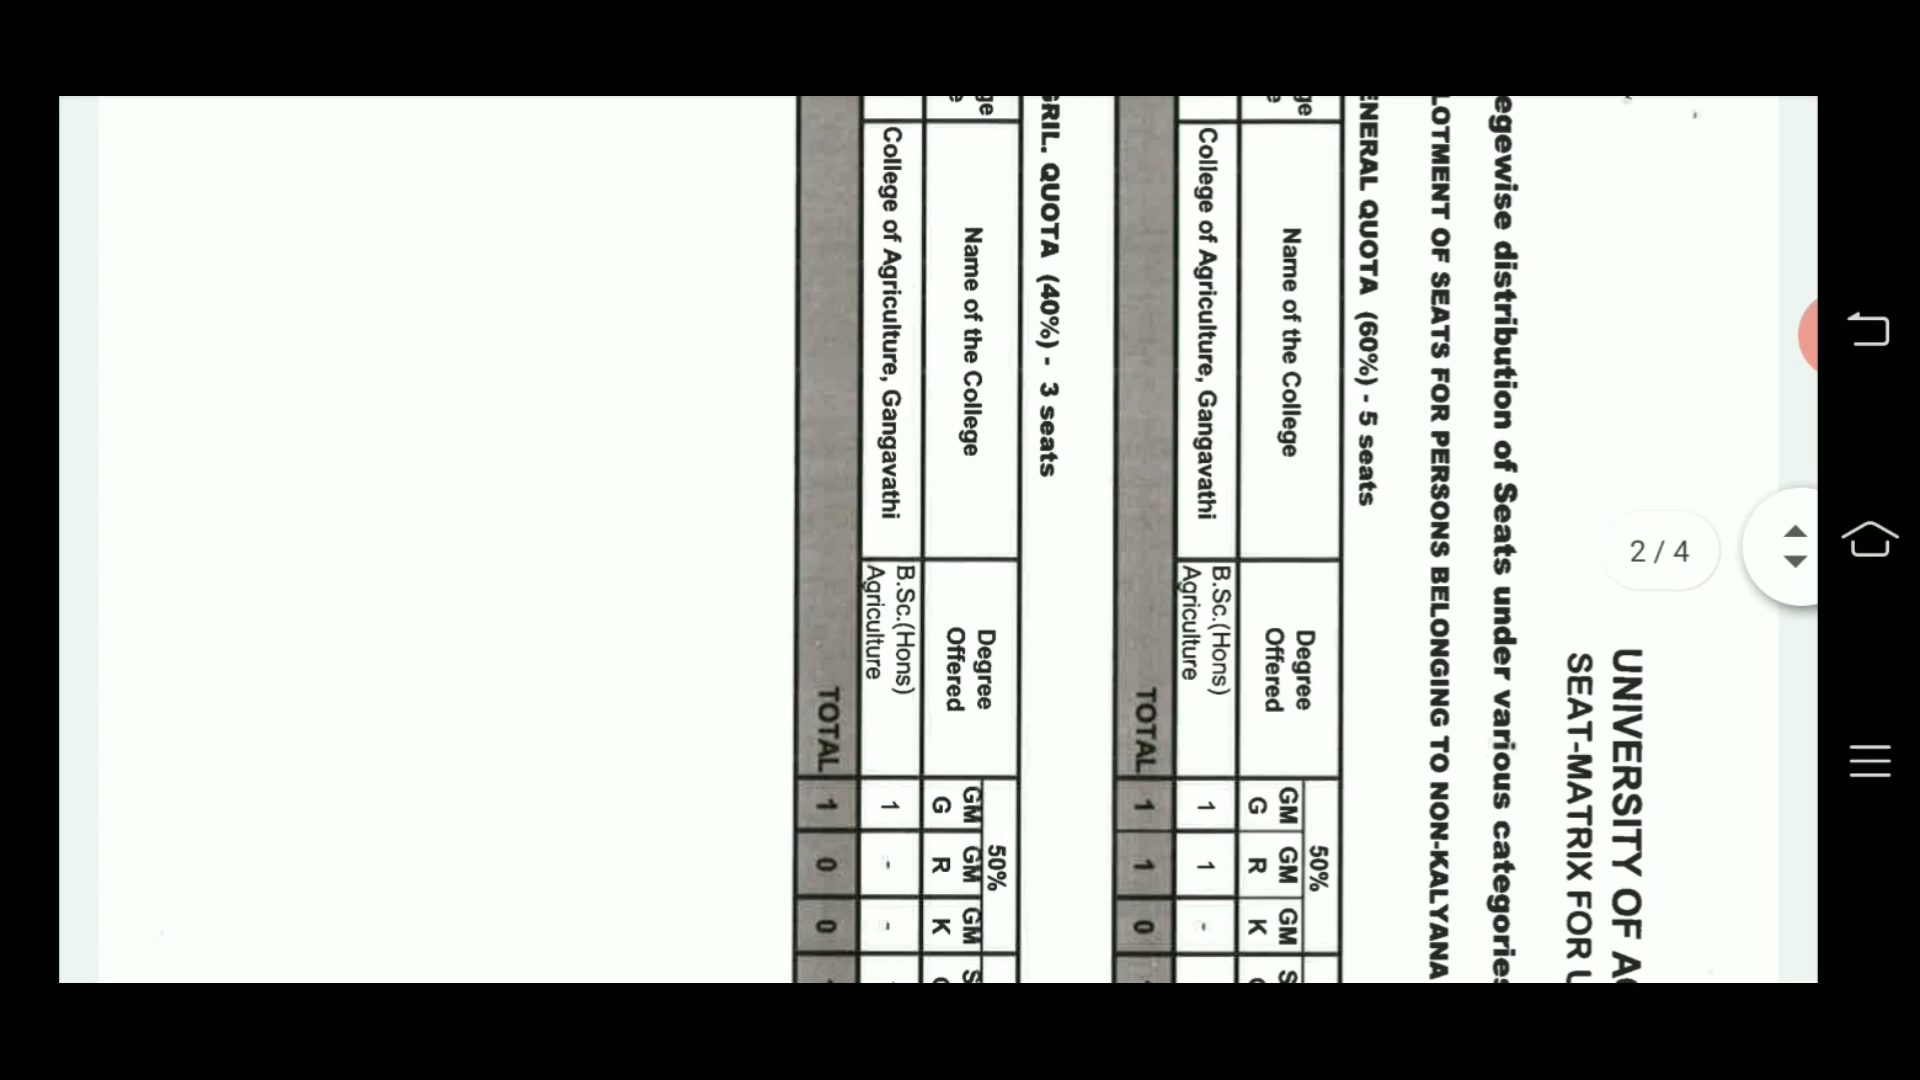 UNIVERSITY OF A
SEAT-MATRIX FOR U
egewise distribution of Seats under various categories
LOTMENT OF SEATS FOR PERSONS BELONGING TO NON-KALYANA
ENERAL QUOTA (60%) - 5 seats
ge Name of the College Degree Offered 50%
GM G GM R GM K
College of Agriculture, Gangavathi B.Sc.(Hons) Agriculture 1 1 -
TOTAL 1 1 0
GRIL. QUOTA (40%) - 3 seats
ge Name of the College Degree Offered 50%
GM G GM R GM K
College of Agriculture, Gangavathi B.Sc.(Hons) Agriculture 1 - -
TOTAL 1 0 0
2 / 4